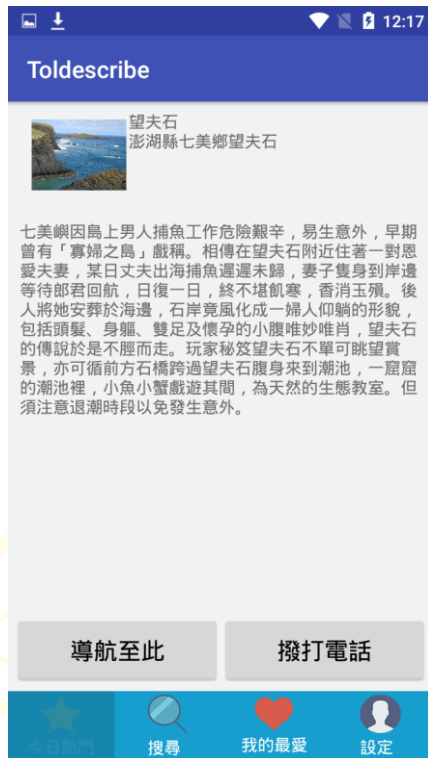 12:17
Toldescribe
望夫石
澎湖縣七美鄉望夫石
七美嶼因島上男人捕魚工作危險艱辛，易生意外，早期
曾有「寡婦之島」戲稱。相傳在望夫石附近住著一對恩
愛夫妻，某日丈夫出海捕魚遲遲未歸，妻子隻身到岸邊
等待郎君回航，日復一日，終不堪飢寒，香消玉殞。後
人將她安葬於海邊，石岸竟風化成一婦人仰躺的形貌，
包括頭髮、身軀、雙足及懷孕的小腹唯妙唯肖，望夫石
的傳說於是不脛而走。玩家秘笈望夫石不單可眺望賞
景，亦可循前方石橋跨過望夫石腹身來到潮池，一窟窟
的潮池裡，小魚小蟹戲遊其間，為天然的生態教室。但
須注意退潮時段以免發生意外。
導航至此
撥打電話
今日熱門
搜尋
我的最愛
設定